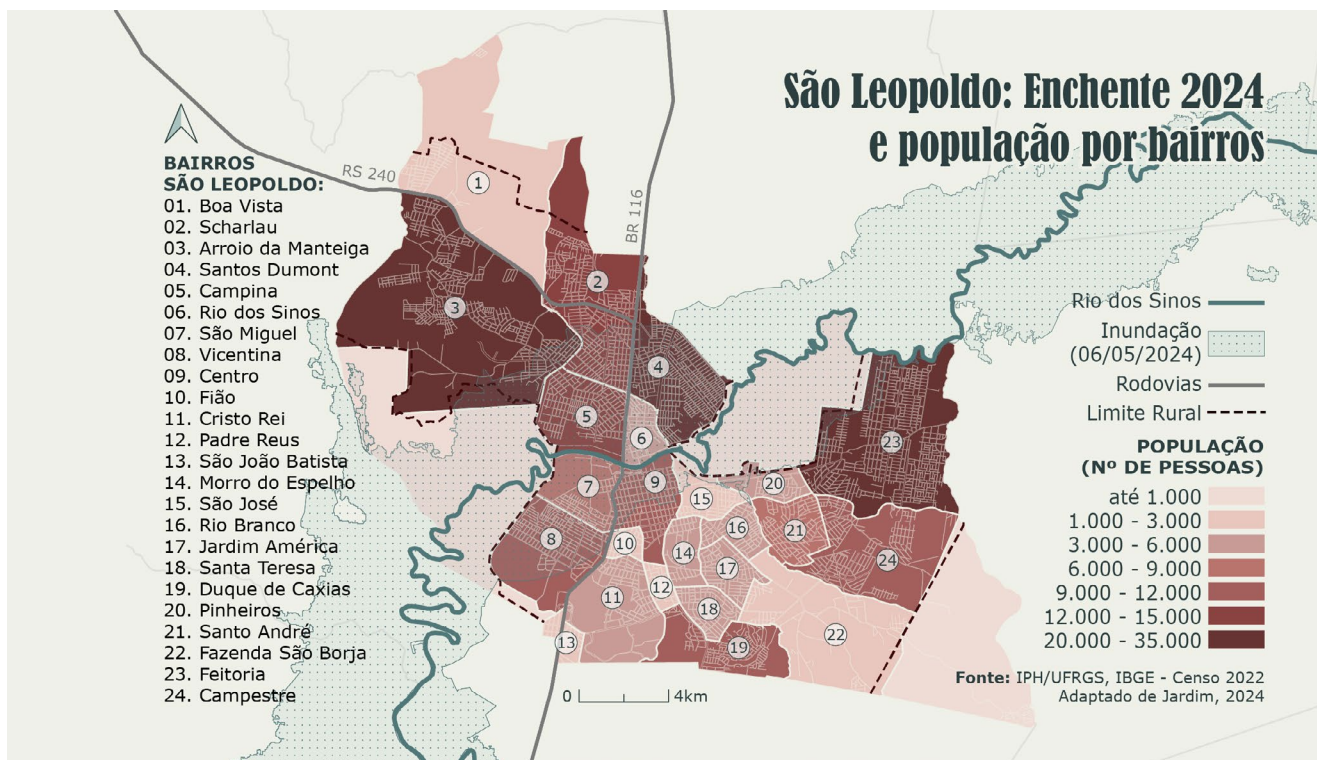 São Leopoldo: Enchente 2024
e população por bairros
BAIRROS
SÃO LEOPOLDO:
01. Boa Vista
02. Scharlau
03. Arroio da Manteiga
04. Santos Dumont
05. Campina
06. Rio dos Sinos
07. São Miguel
08. Vicentina
09. Centro
10. Fião
11. Cristo Rei
12. Padre Reus
13. São João Batista
14. Morro do Espelho
15. São José
16. Rio Branco
17. Jardim América
18. Santa Teresa
19. Duque de Caxias
20. Pinheiros
21. Santo André
22. Fazenda São Borja
23. Feitoria
24. Campestre
RS 240
BR 116
1
2
3
4
5
6
7
8
9
10
11
12
13
14
15
16
17
18
19
20
21
22
23
24
0 4km
Rio dos Sinos
Inundação
(06/05/2024)
Rodovias
Limite Rural
POPULAÇÃO
(Nº DE PESSOAS)
até 1.000
1.000 - 3.000
3.000 - 6.000
6.000 - 9.000
9.000 - 12.000
12.000 - 15.000
20.000 - 35.000
Fonte: IPH/UFRGS, IBGE - Censo 2022
Adaptado de Jardim, 2024